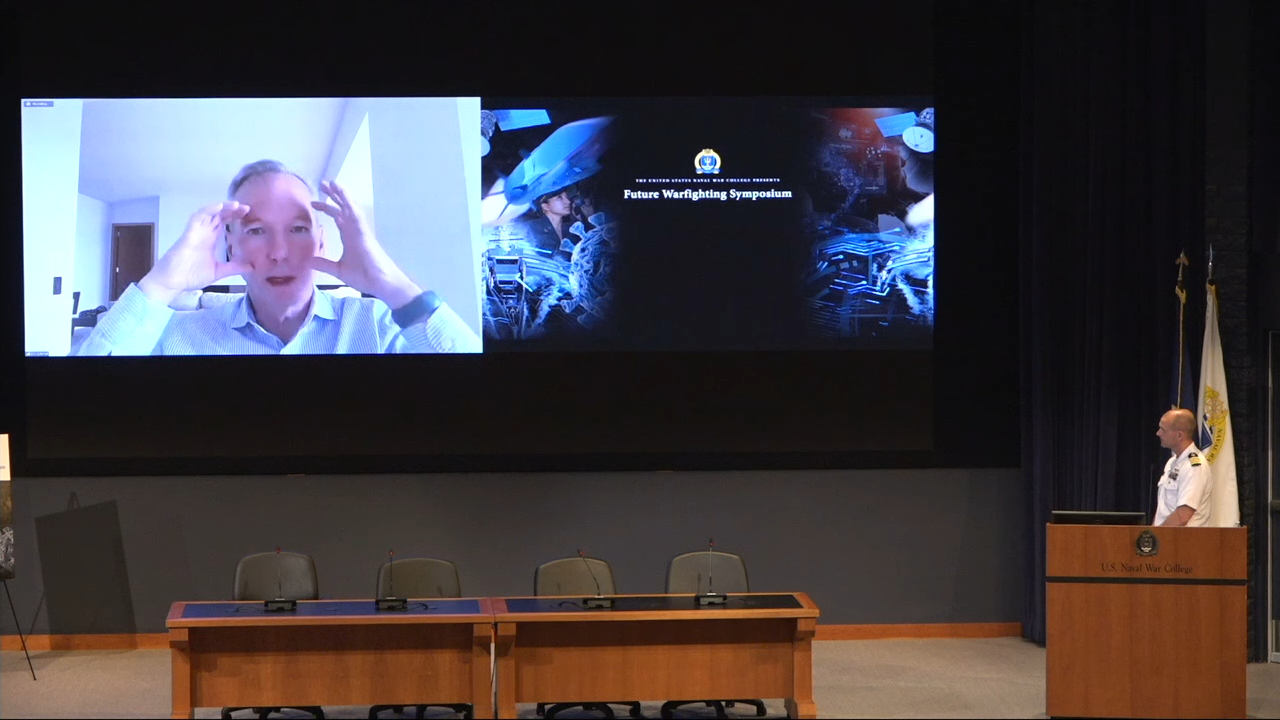 THE UNITED STATES NAVAL WAR COLLEGE PRESENTS
Future Warfighting Symposium
U.S. Naval War College